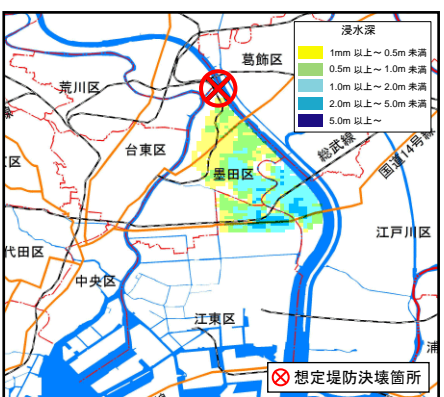 浸水深
1mm 以上～ 0.5m 未満
0.5m 以上～ 1.0m 未満
1.0m 以上～ 2.0m 未満
2.0m 以上～ 5.0m 未満
5.0m 以上～
葛飾区
荒川区
台東区
総武線
国道14号線
墨田区
区
江戸川区
代田区
中央区
江東区
浦
想定堤防決壊箇所